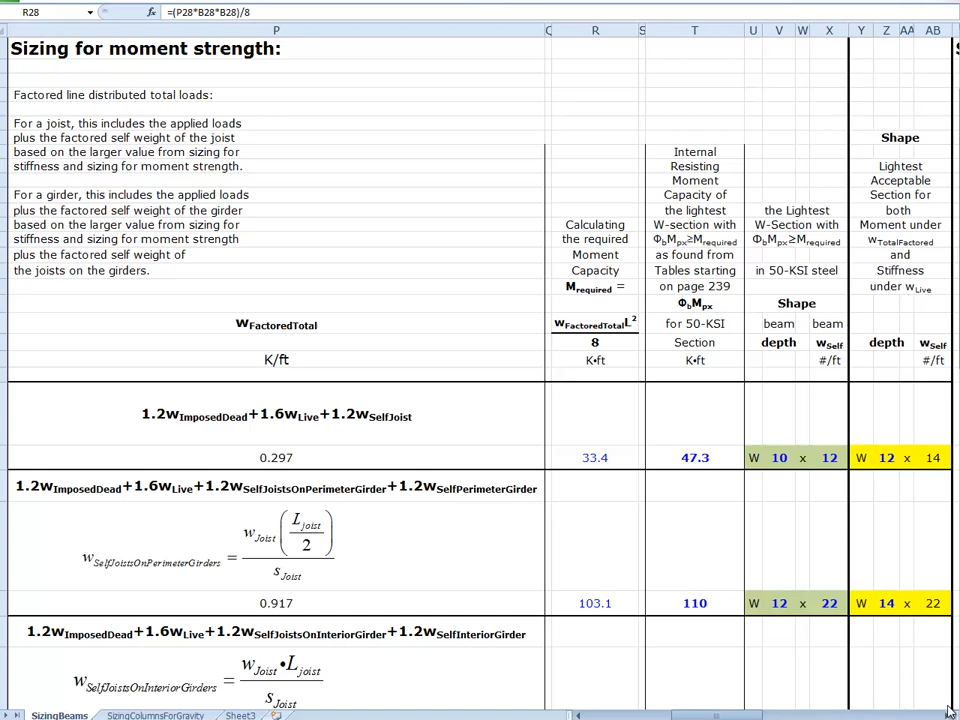 R28
fx =(P28*B28*B28)/8
P Q R S T U V W X Y Z AA AB
Sizing for moment strength:
Factored line distributed total loads:
For a joist, this includes the applied loads
plus the factored self weight of the joist
based on the larger value from sizing for
stiffness and sizing for moment strength.
For a girder, this includes the applied loads
plus the factored self weight of the girder
based on the larger value from sizing for
stiffness and sizing for moment strength
plus the factored self weight of
the joists on the girders.
wFactoredTotal
K/ft
Calculating
the required
Moment
Capacity
Mrequired =
wFactoredTotalL2
8
K•ft
Internal
Resisting
Moment
Capacity of
the lightest
W-section with
ΦbMpx≥Mrequired
as found from
Tables starting
on page 239
ΦbMpx
for 50-KSI
Section
K•ft
the Lightest
W-Section with
ΦbMpx≥Mrequired
in 50-KSI steel
Shape
beam beam
depth wSelf
#/ft
Shape
Lightest
Acceptable
Section for
both
Moment under
wTotalFactored
and
Stiffness
under wLive
depth wSelf
#/ft
1.2wImposedDead+1.6wLive+1.2wSelfJoist
0.297 33.4 47.3 W 10 x 12 W 12 x 14
1.2wImposedDead+1.6wLive+1.2wSelfJoistsOnPerimeterGirder+1.2wSelfPerimeterGirder
wSelfJoistsOnPerimeterGirders = wJoist (Ljoist / 2) / sJoist
0.917 103.1 110 W 12 x 22 W 14 x 22
1.2wImposedDead+1.6wLive+1.2wSelfJoistsOnInteriorGirder+1.2wSelfInteriorGirder
wSelfJoistsOnInteriorGirders = wJoist•Ljoist / sJoist
SizingBeams SizingColumnsForGravity Sheet3